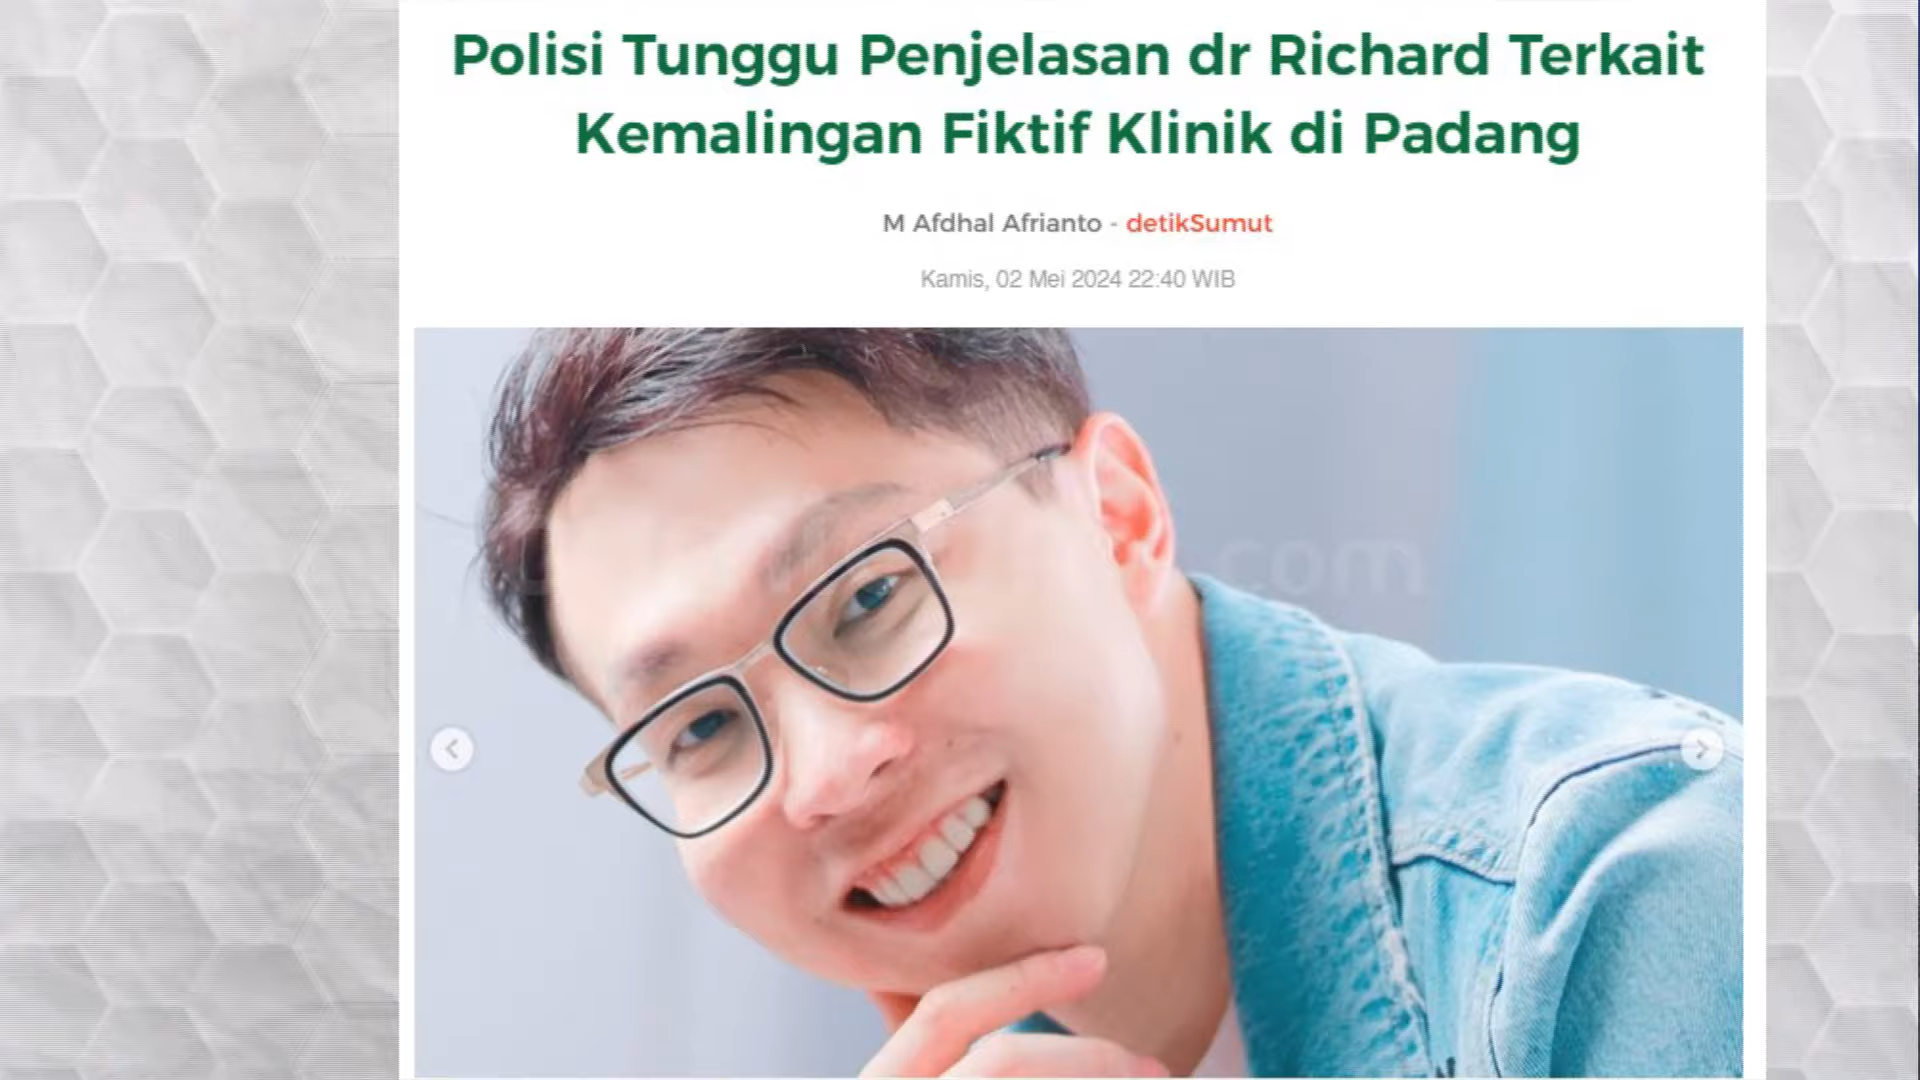 Polisi Tunggu Penjelasan dr Richard Terkait
Kemalingan Fiktif Klinik di Padang
M Afdhal Afrianto - detikSumut
Kamis, 02 Mei 2024 22:40 WIB
.com